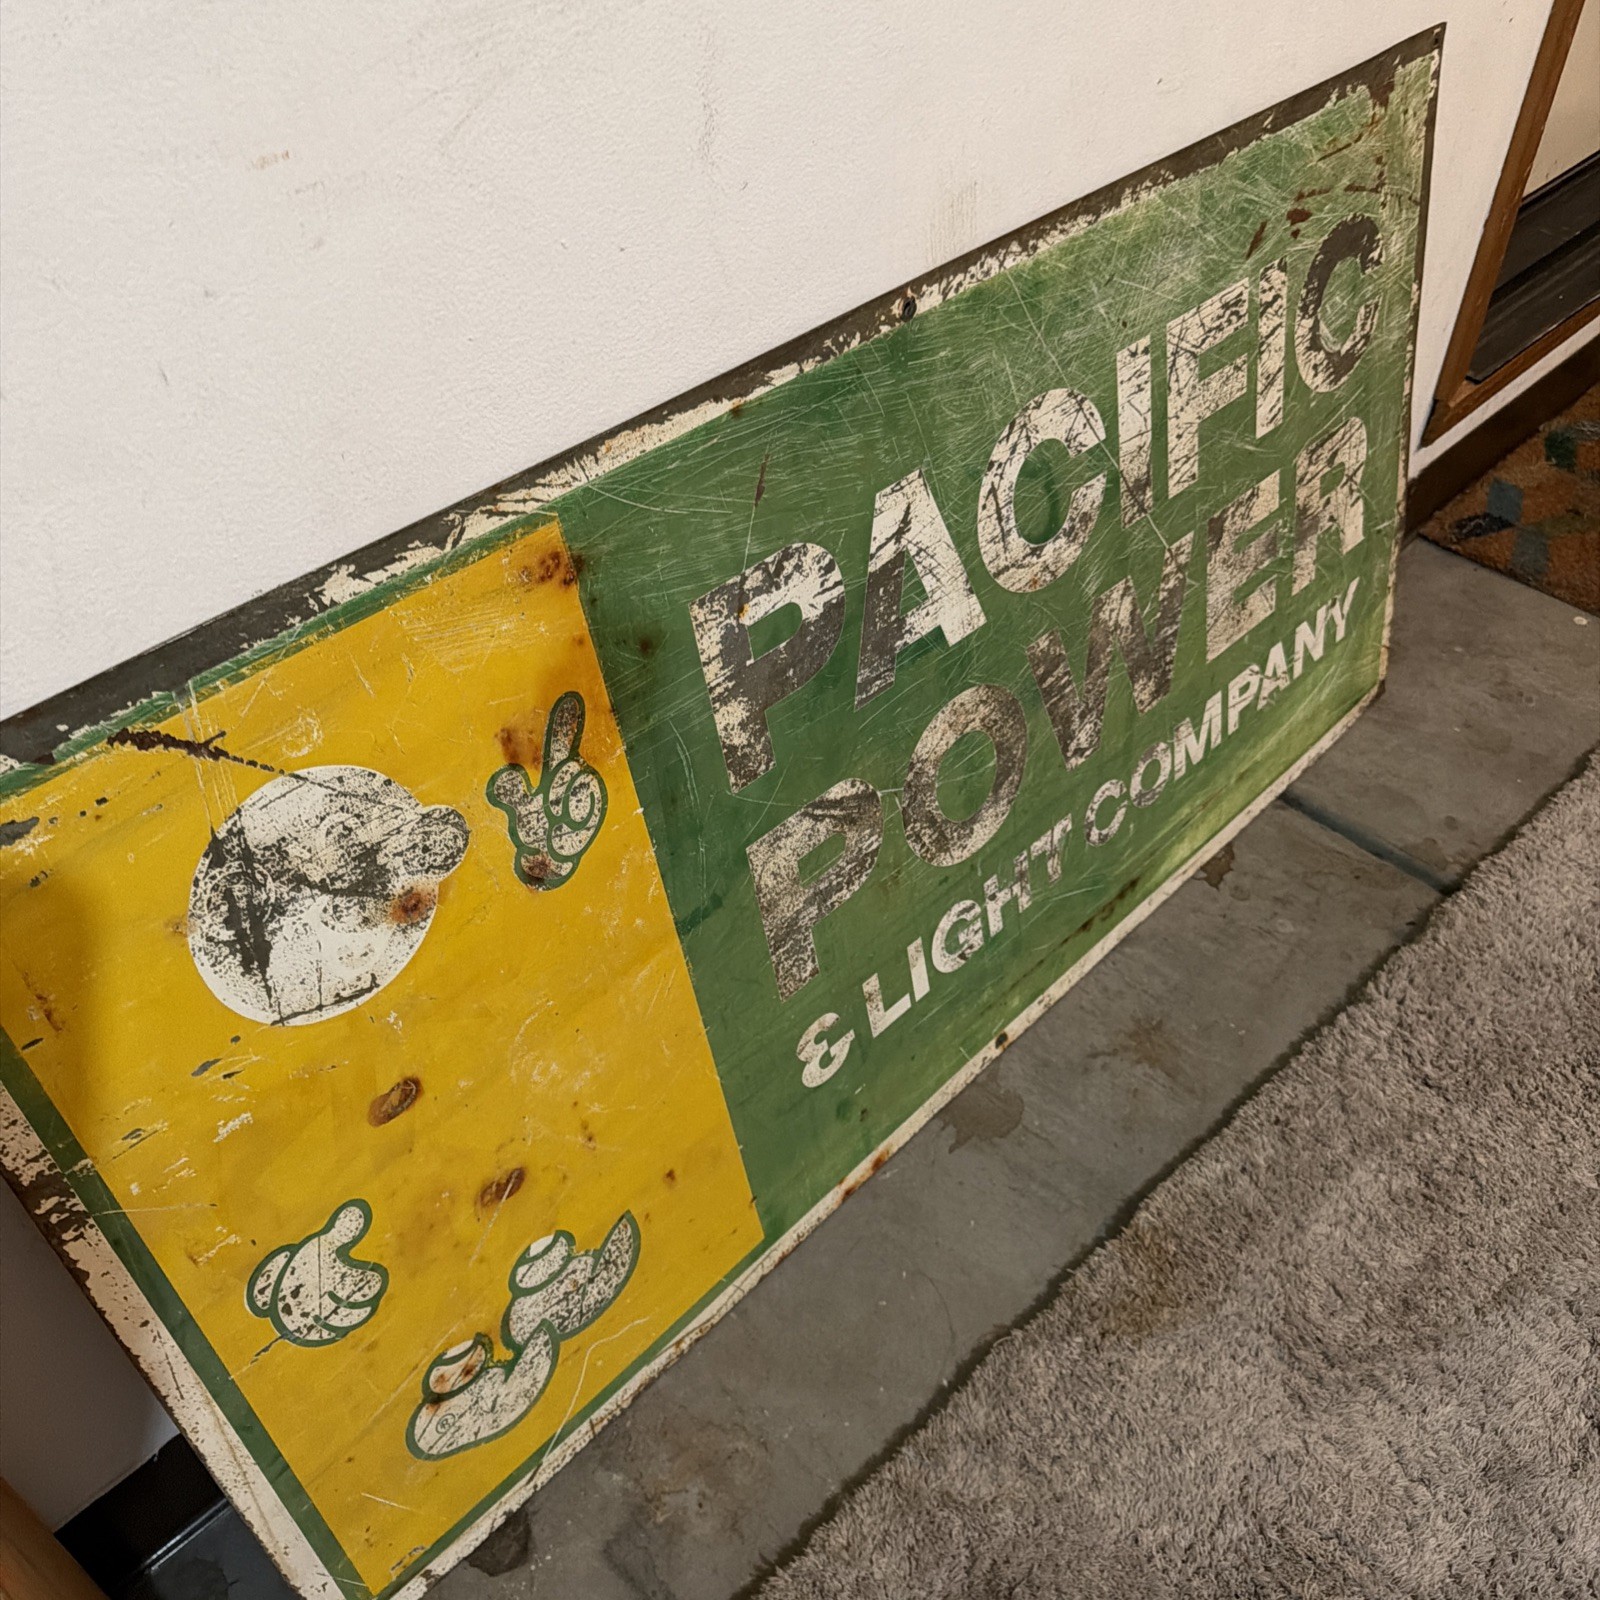 PACIFIC
POWER
& LIGHT COMPANY
®